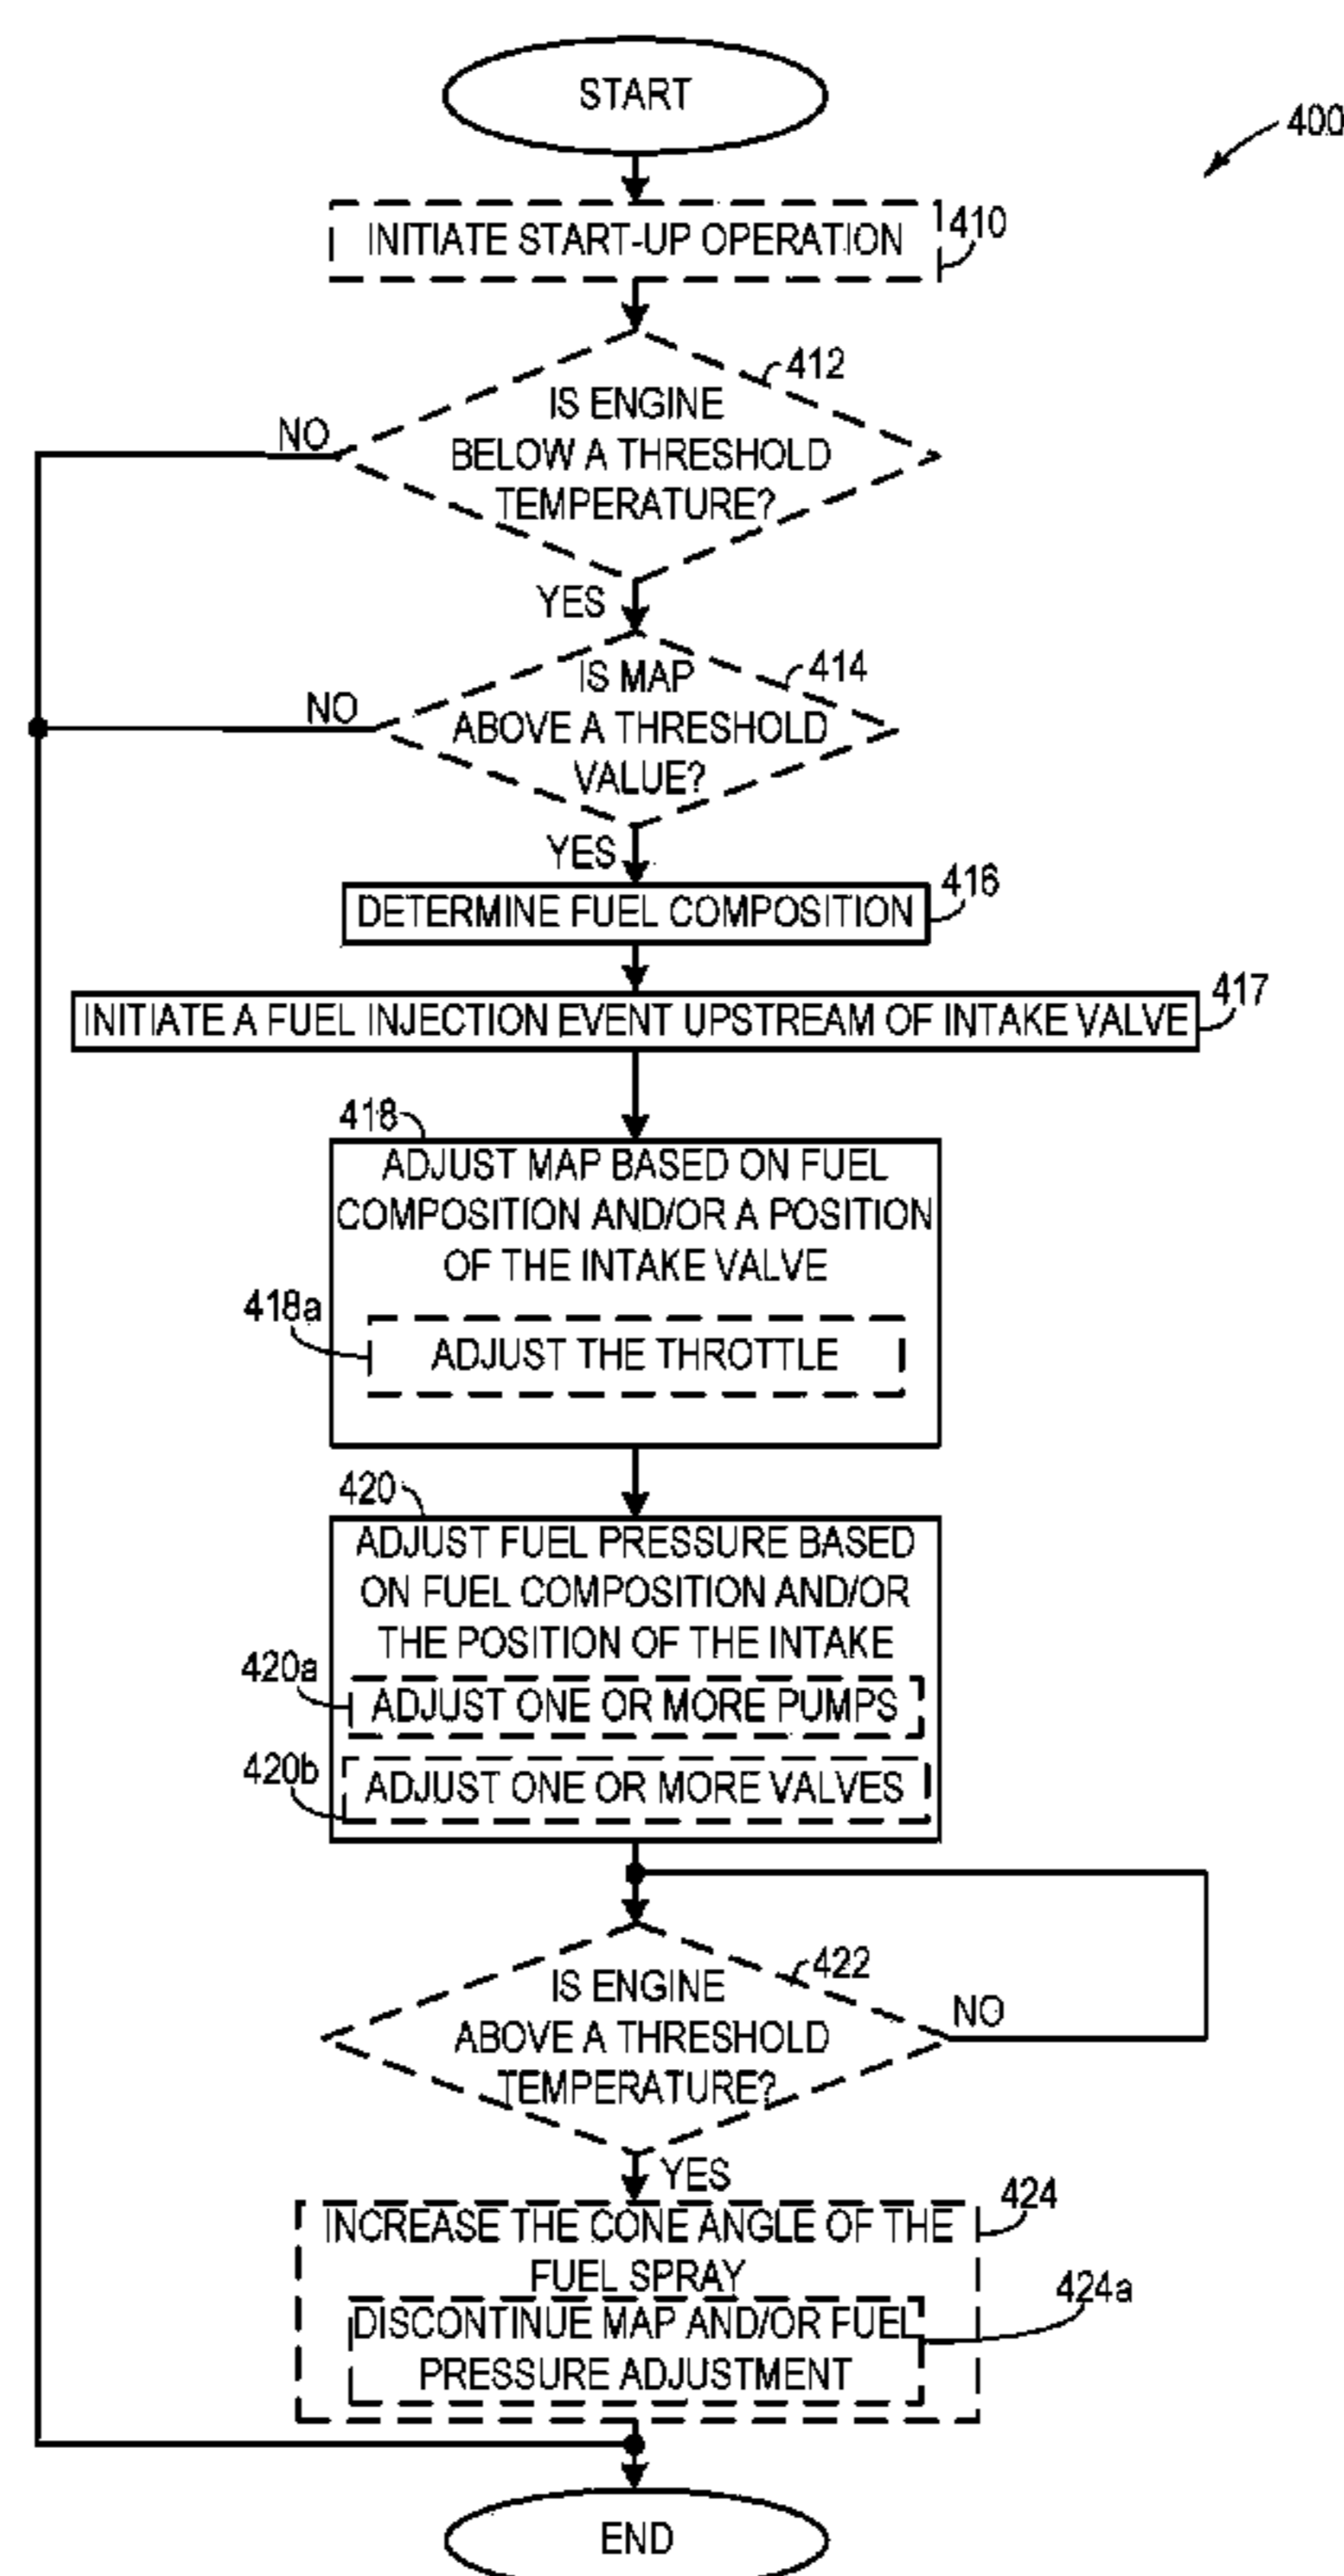 START
400
INITIATE START-UP OPERATION
410
412
IS ENGINE
BELOW A THRESHOLD
TEMPERATURE?
NO
YES
414
IS MAP
ABOVE A THRESHOLD
VALUE?
NO
YES
416
DETERMINE FUEL COMPOSITION
417
INITIATE A FUEL INJECTION EVENT UPSTREAM OF INTAKE VALVE
418
ADJUST MAP BASED ON FUEL
COMPOSITION AND/OR A POSITION
OF THE INTAKE VALVE
418a
ADJUST THE THROTTLE
420
ADJUST FUEL PRESSURE BASED
ON FUEL COMPOSITION AND/OR
THE POSITION OF THE INTAKE
420a
ADJUST ONE OR MORE PUMPS
420b
ADJUST ONE OR MORE VALVES
422
IS ENGINE
ABOVE A THRESHOLD
TEMPERATURE?
NO
YES
424
INCREASE THE CONE ANGLE OF THE
FUEL SPRAY
424a
DISCONTINUE MAP AND/OR FUEL
PRESSURE ADJUSTMENT
END